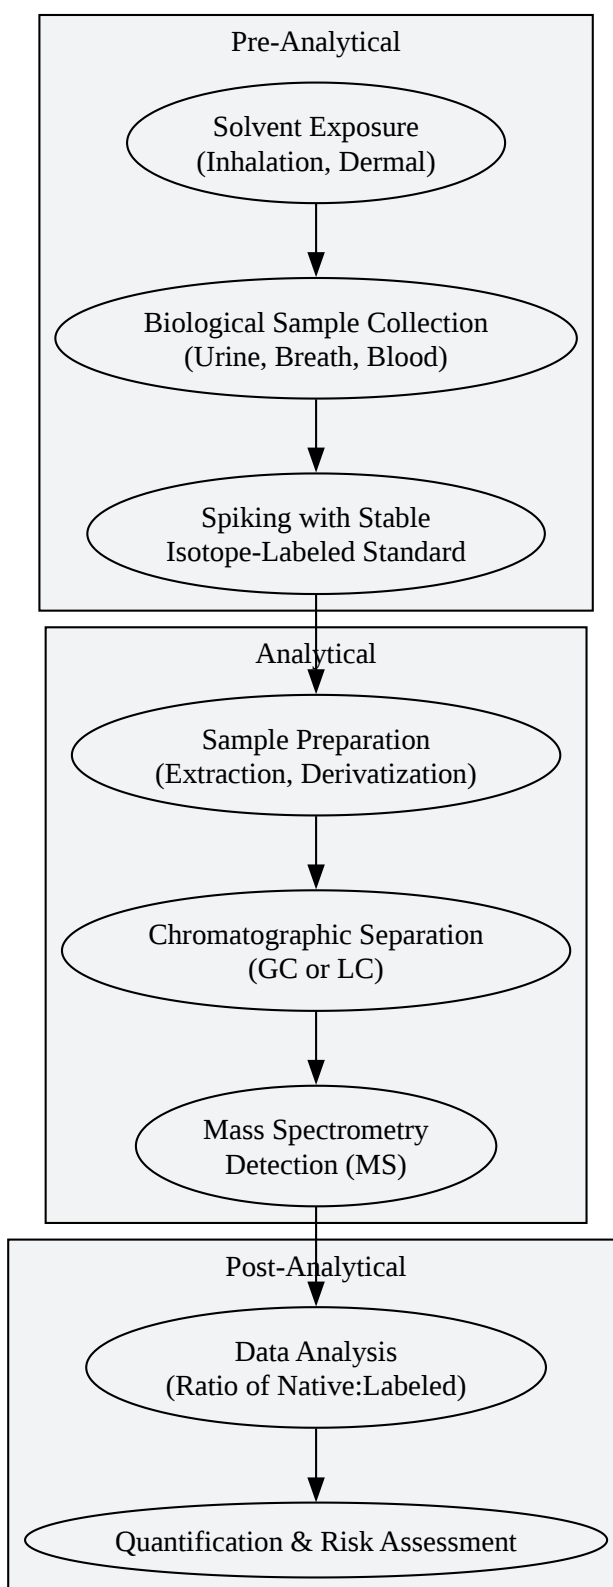 Pre-Analytical
Solvent Exposure
(Inhalation, Dermal)
Biological Sample Collection
(Urine, Breath, Blood)
Spiking with Stable
Isotope-Labeled Standard
Analytical
Sample Preparation
(Extraction, Derivatization)
Chromatographic Separation
(GC or LC)
Mass Spectrometry
Detection (MS)
Post-Analytical
Data Analysis
(Ratio of Native:Labeled)
Quantification & Risk Assessment